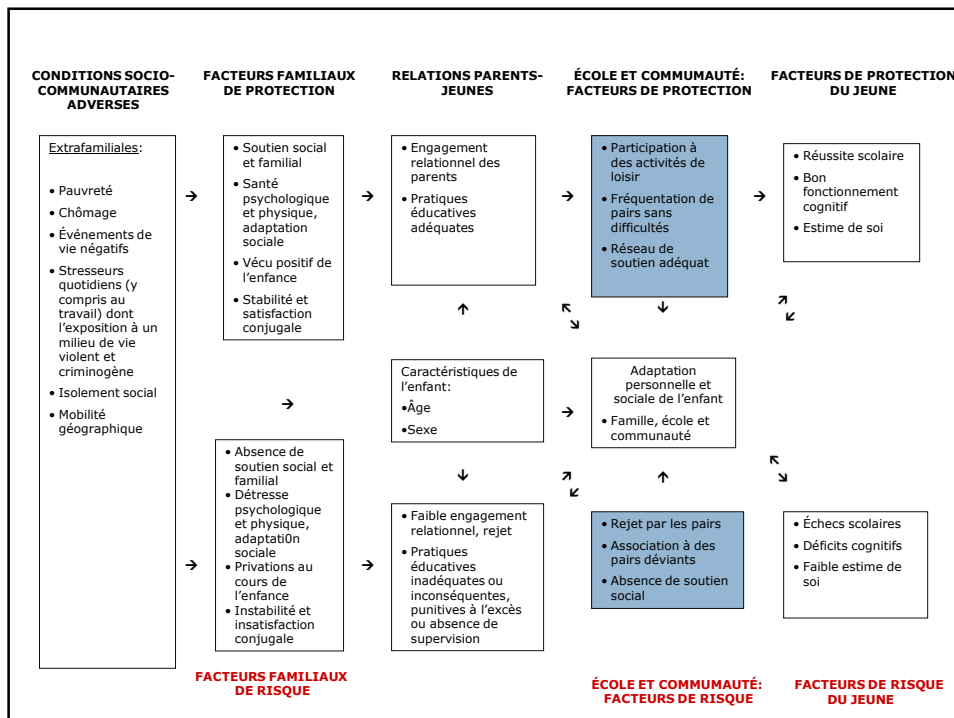 CONDITIONS SOCIO-
COMMUNAUTAIRES
ADVERSES
FACTEURS FAMILIAUX
DE PROTECTION
RELATIONS PARENTS-
JEUNES
ÉCOLE ET COMMUMAUTÉ:
FACTEURS DE PROTECTION
FACTEURS DE PROTECTION
DU JEUNE
Extrafamiliales:
• Pauvreté
• Chômage
• Événements de
vie négatifs
• Stresseurs
quotidiens (y
compris au
travail) dont
l'exposition à un
milieu de vie
violent et
criminogène
• Isolement social
• Mobilité
géographique
• Soutien social
et familial
• Santé
psychologique
et physique,
adaptation
sociale
• Vécu positif de
l'enfance
• Stabilité et
satisfaction
conjugale
• Engagement
relationnel des
parents
• Pratiques
éducatives
adéquates
• Participation à
des activités de
loisir
• Fréquentation de
pairs sans
difficultés
• Réseau de
soutien adéquat
• Réussite scolaire
• Bon
fonctionnement
cognitif
• Estime de soi
Caractéristiques de
l'enfant:
•Âge
•Sexe
Adaptation
personnelle et
sociale de l'enfant
• Famille, école et
communauté
• Absence de
soutien social et
familial
• Détresse
psychologique
et physique,
adaptati0n
sociale
• Privations au
cours de
l'enfance
• Instabilité et
insatisfaction
conjugale
• Faible engagement
relationnel, rejet
• Pratiques
éducatives
inadéquates ou
inconséquentes,
punitives à l'excès
ou absence de
supervision
• Rejet par les pairs
• Association à des
pairs déviants
• Absence de soutien
social
• Échecs scolaires
• Déficits cognitifs
• Faible estime de
soi
FACTEURS FAMILIAUX
DE RISQUE
ÉCOLE ET COMMUMAUTÉ:
FACTEURS DE RISQUE
FACTEURS DE RISQUE
DU JEUNE